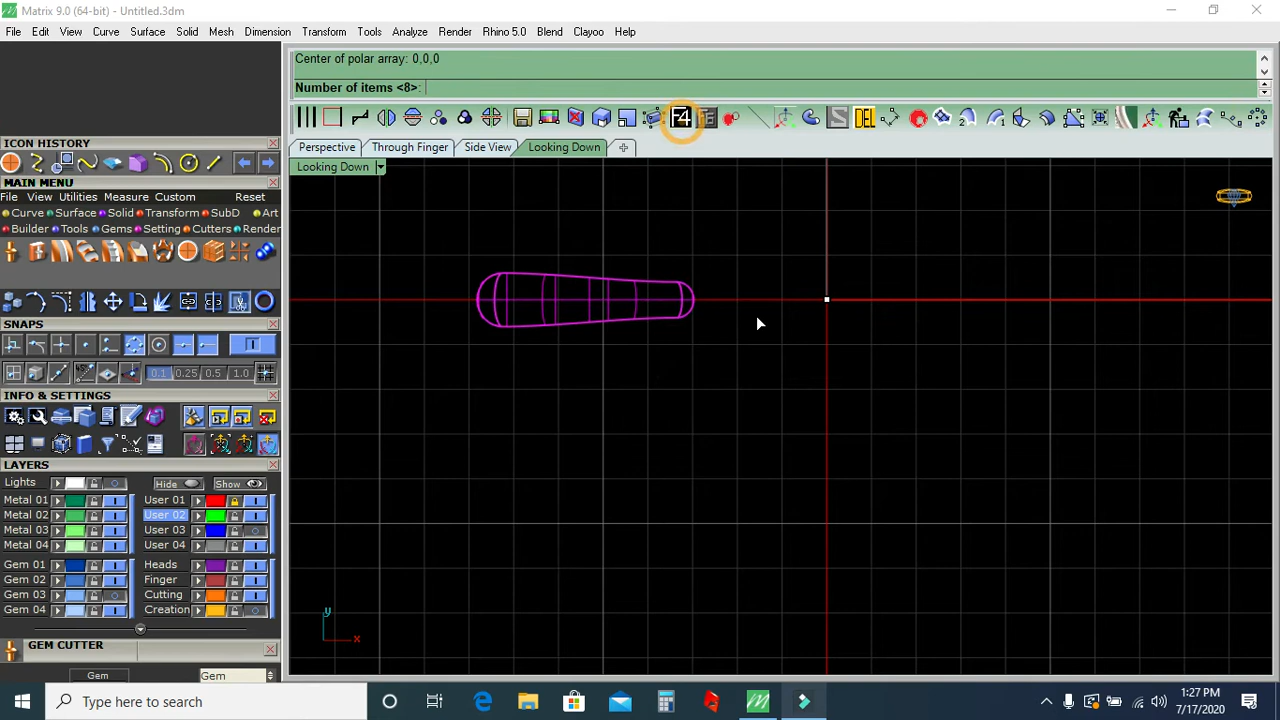 Matrix 9.0 (64-bit) - Untitled.3dm
File Edit View Curve Surface Solid Mesh Dimension Transform Tools Analyze Render Rhino 5.0 Blend Clayoo Help
Center of polar array: 0,0,0
Number of items <8>:
F4 F6 DEL
Perspective Through Finger Side View Looking Down
Looking Down
ICON HISTORY
MAIN MENU
File View Utilities Measure Custom Reset
Curve Surface Solid Transform SubD Art
Builder Tools Gems Setting Cutters Render
SNAPS
0.1 0.25 0.5 1.0
INFO & SETTINGS
LAYERS
Lights Hide Show
Metal 01 User 01
Metal 02 User 02
Metal 03 User 03
Metal 04 User 04
Gem 01 Heads
Gem 02 Finger
Gem 03 Cutting
Gem 04 Creation
GEM CUTTER
Gem Gem
y
x
Type here to search
1:27 PM
7/17/2020